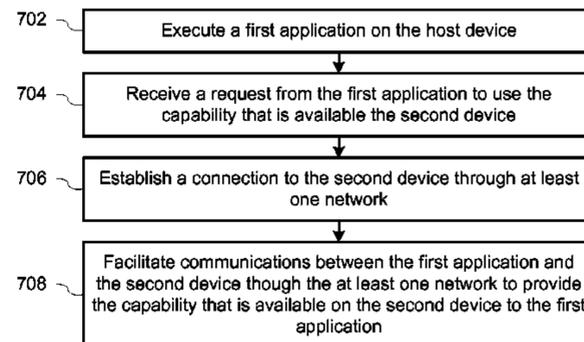 702
Execute a first application on the host device
704
Receive a request from the first application to use the
capability that is available the second device
706
Establish a connection to the second device through at least
one network
708
Facilitate communications between the first application and
the second device though the at least one network to provide
the capability that is available on the second device to the first
application